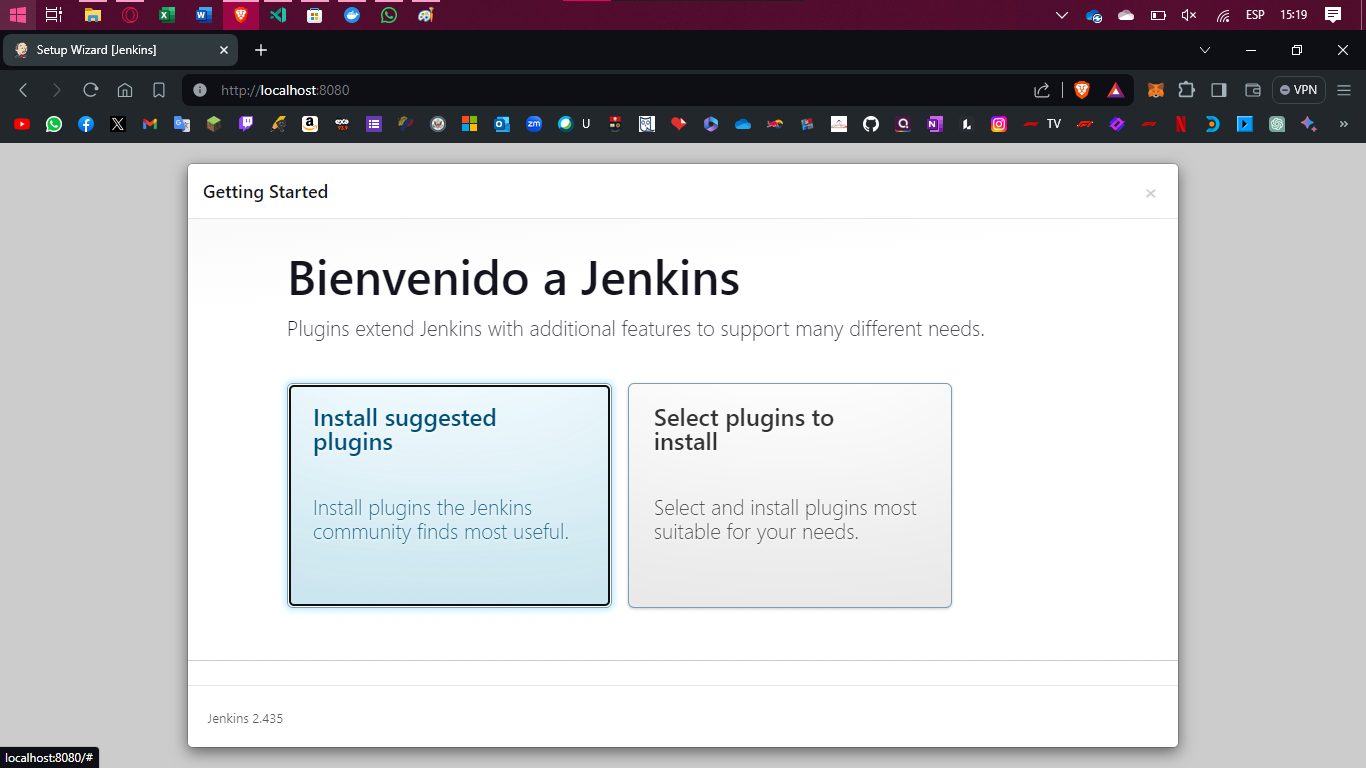 ESP
15:19
Setup Wizard [Jenkins]
http://localhost:8080
VPN
U
TV
Getting Started
Bienvenido a Jenkins
Plugins extend Jenkins with additional features to support many different needs.
Install suggested
plugins
Install plugins the Jenkins
community finds most useful.
Select plugins to
install
Select and install plugins most
suitable for your needs.
Jenkins 2.435
localhost:8080/#